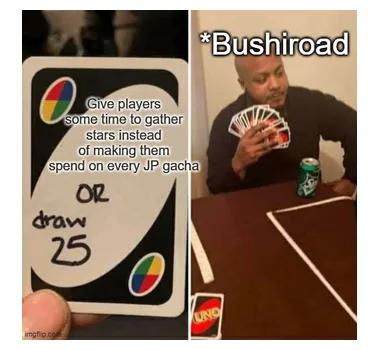 Give players
some time to gather
stars instead
of making them
spend on every JP gacha
OR
draw
25
*Bushiroad
UNO
imgflip.com